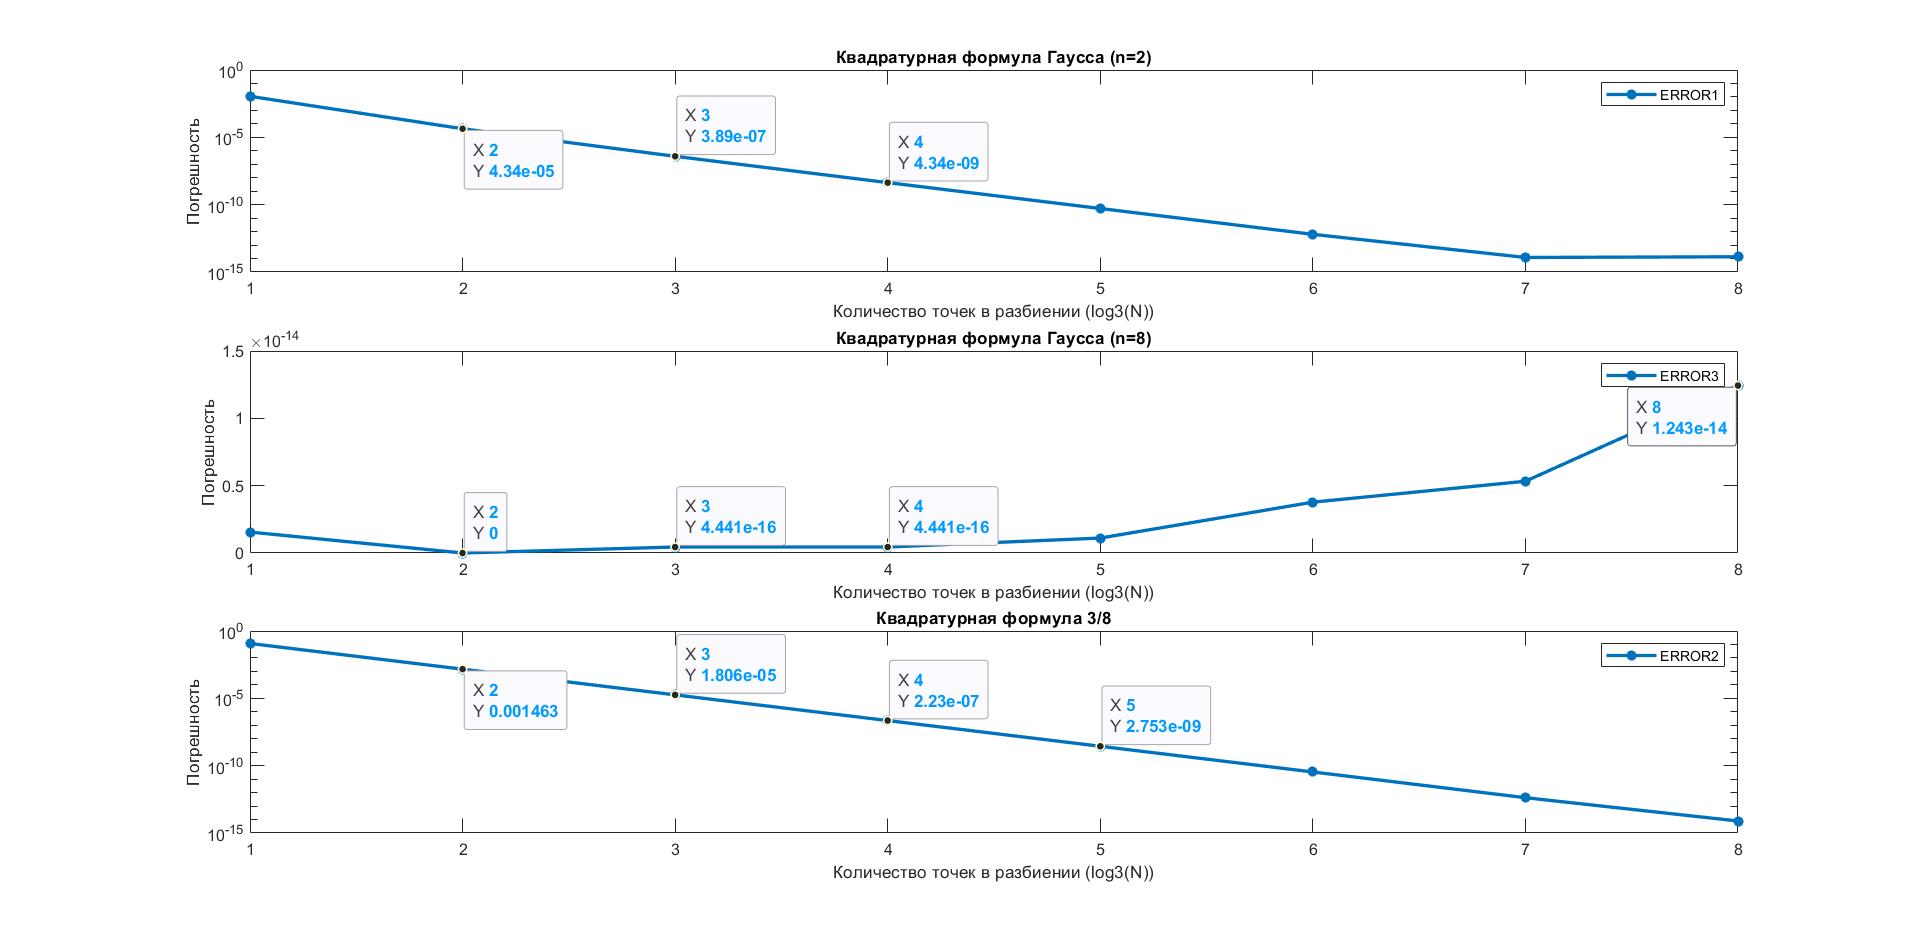 Квадратурная формула Гаусса (n=2)
10^0
10^-5
10^-10
10^-15
Погрешность
ERROR1
X 2
Y 4.34e-05
X 3
Y 3.89e-07
X 4
Y 4.34e-09
1 2 3 4 5 6 7 8
Количество точек в разбиении (log3(N))
Квадратурная формула Гаусса (n=8)
×10^-14
1.5
1
0.5
0
Погрешность
ERROR3
X 8
Y 1.243e-14
X 2
Y 0
X 3
Y 4.441e-16
X 4
Y 4.441e-16
1 2 3 4 5 6 7 8
Количество точек в разбиении (log3(N))
Квадратурная формула 3/8
10^0
10^-5
10^-10
10^-15
Погрешность
ERROR2
X 2
Y 0.001463
X 3
Y 1.806e-05
X 4
Y 2.23e-07
X 5
Y 2.753e-09
1 2 3 4 5 6 7 8
Количество точек в разбиении (log3(N))